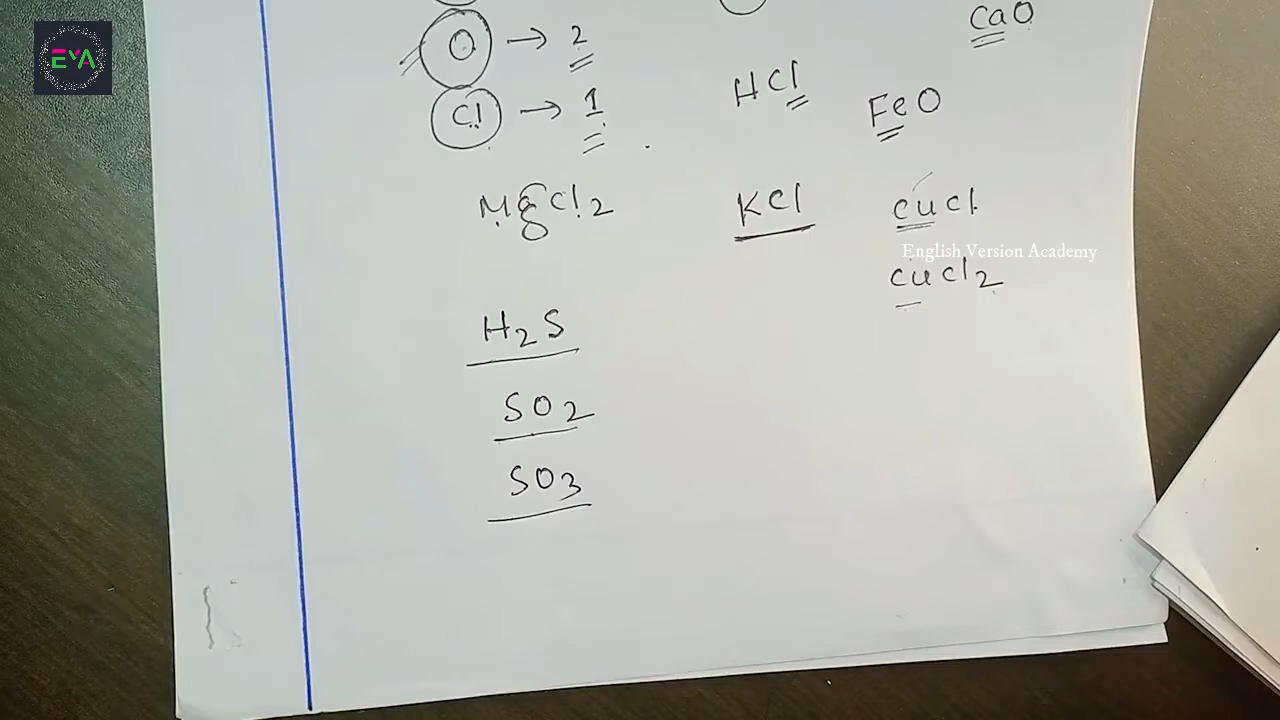 EVA
CaO
O → 2
HCl
FeO
Cl → 1
MgCl2
KCl
cucl
English Version Academy
cucl2
H2S
SO2
SO3